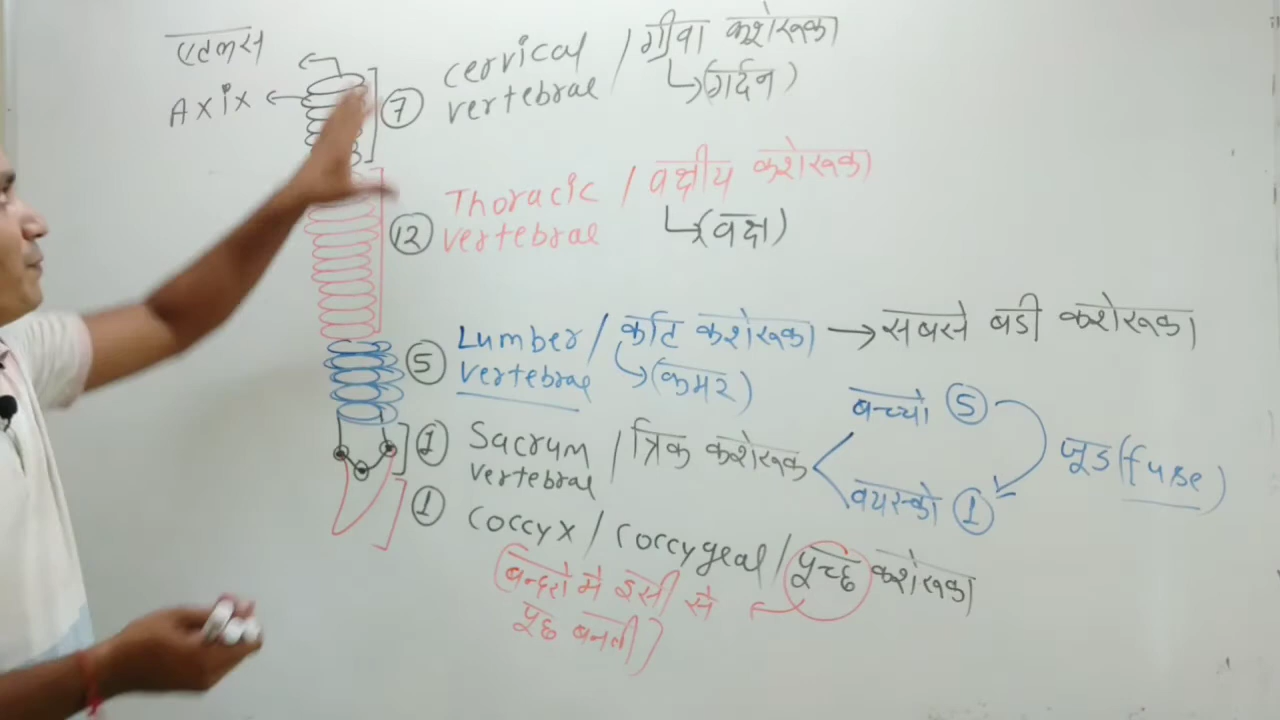 एटलस
Axix
⑦ Cervical / ग्रीवा कशेरूका
vertebral (गर्दन)
⑫ Thoracic / वक्षीय कशेरूका
vertebral (वक्ष)
⑤ Lumber / कटि कशेरूका → सबसे बडी कशेरूका
vertebral (कमर)
① Sacrum / त्रिक कशेरूक
vertebral
बच्चो ⑤
वयस्को ①
जूड (fuse)
① Coccyx / Coccygeal / पूच्छ कशेरूका
(बन्दरो मे इसी से
पूछ बनती)